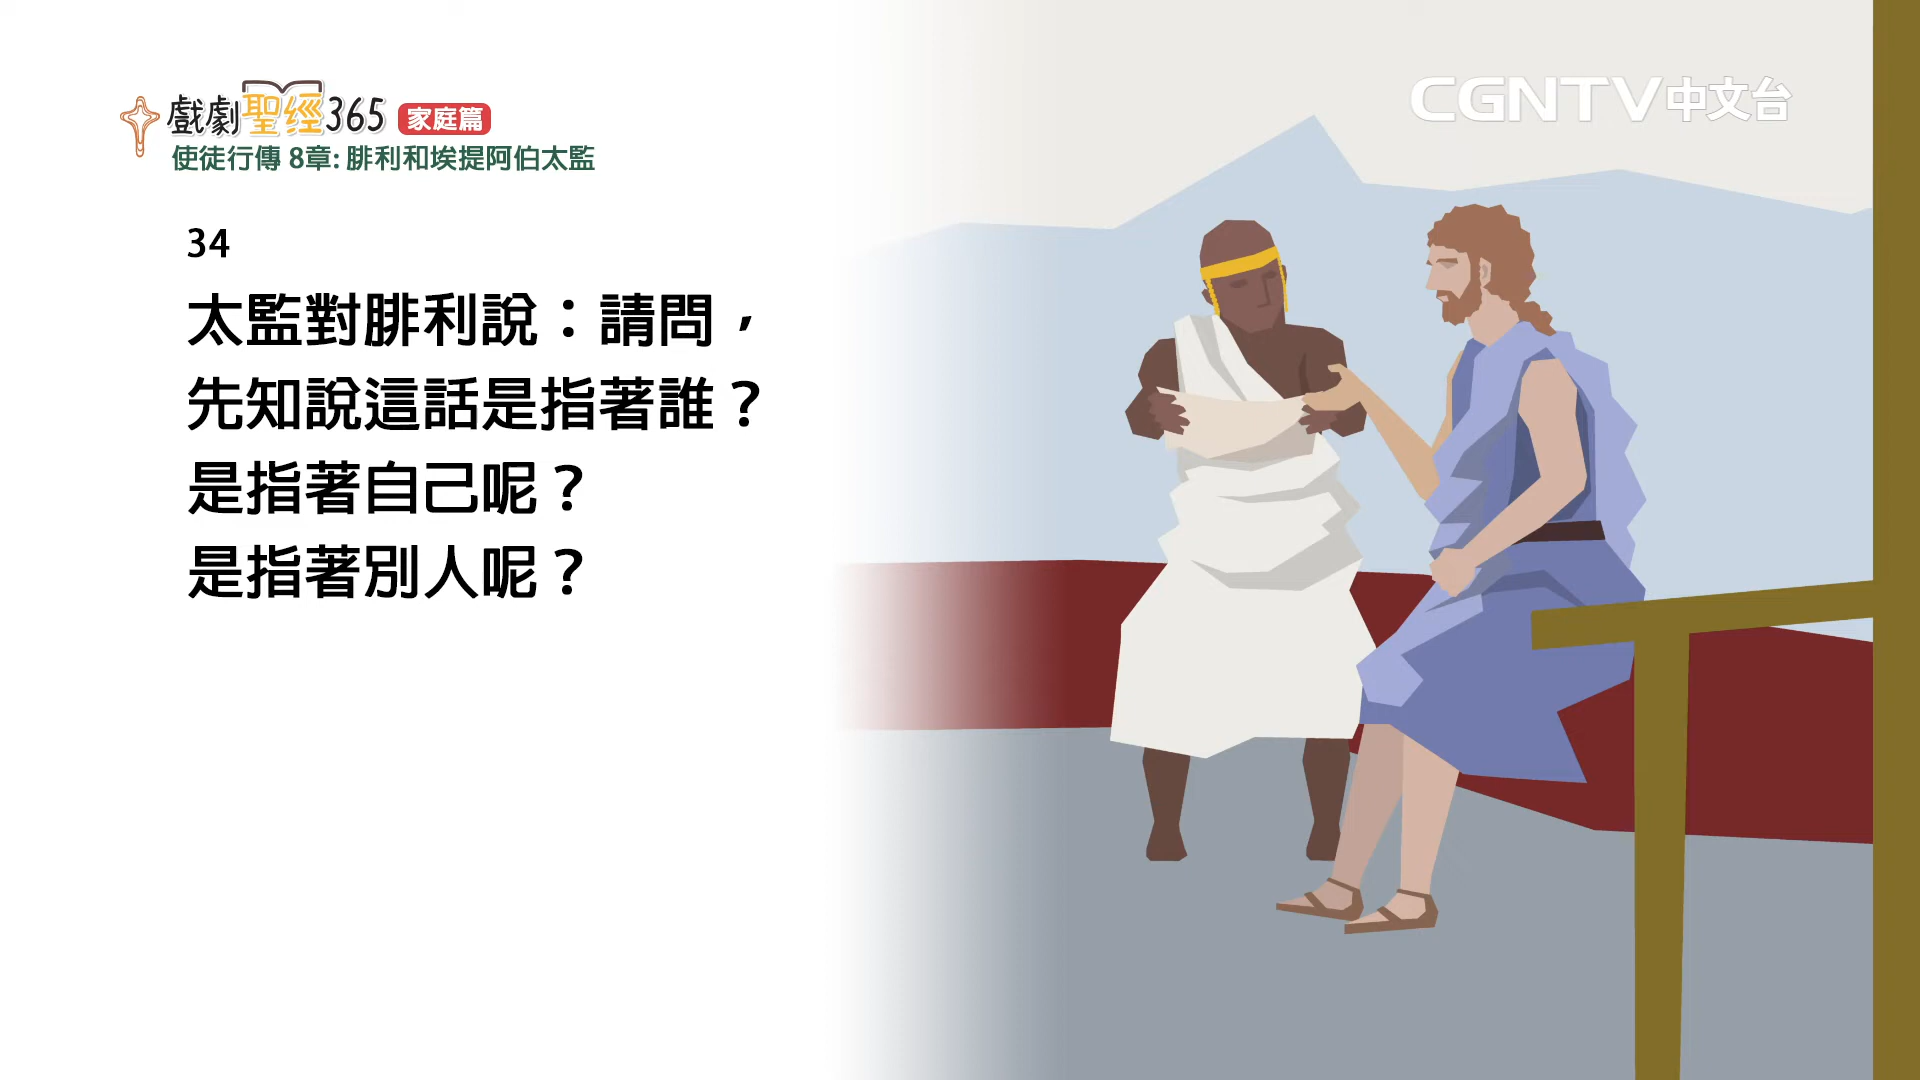 戲劇聖經365 家庭篇
CGNTV中文台
使徒行傳 8章: 腓利和埃提阿伯太監
34
太監對腓利說：請問，
先知說這話是指著誰？
是指著自己呢？
是指著別人呢？